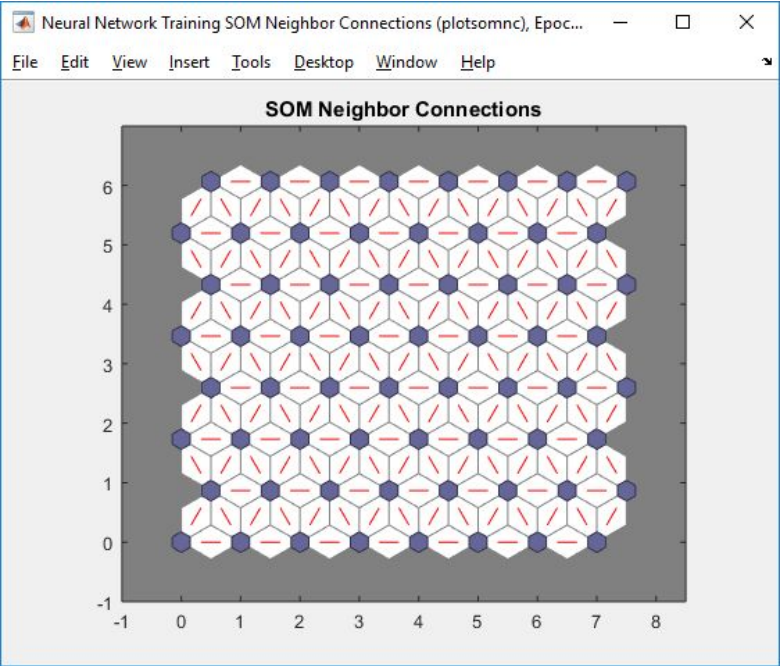 Neural Network Training SOM Neighbor Connections (plotsomnc), Epoc...
File Edit View Insert Tools Desktop Window Help
SOM Neighbor Connections
6
5
4
3
2
1
0
-1
-1 0 1 2 3 4 5 6 7 8